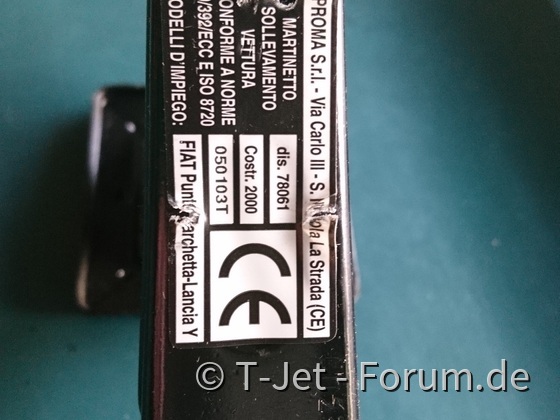 PROMA S.r.l. - Via Carlo III - S. Nicola La Strada (CE)
MARTINETTO
SOLLEVAMENTO
VETTURA
CONFORME A NORME
/392/ECC E ISO 8720
MODELLI D'IMPIEGO:
dis. 78061
Costr. 2000
050103T
CE
FIAT Punto-Barchetta-Lancia Y
© T-Jet - Forum.de